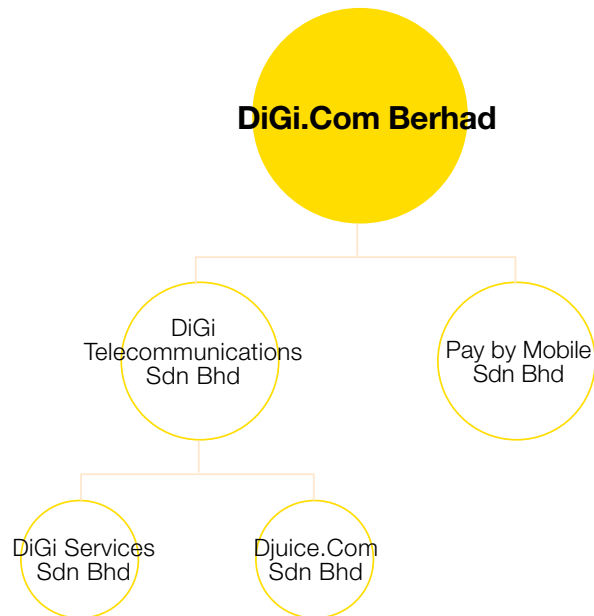 DiGi.Com Berhad
DiGi
Telecommunications
Sdn Bhd
Pay by Mobile
Sdn Bhd
DiGi Services
Sdn Bhd
Djuice.Com
Sdn Bhd